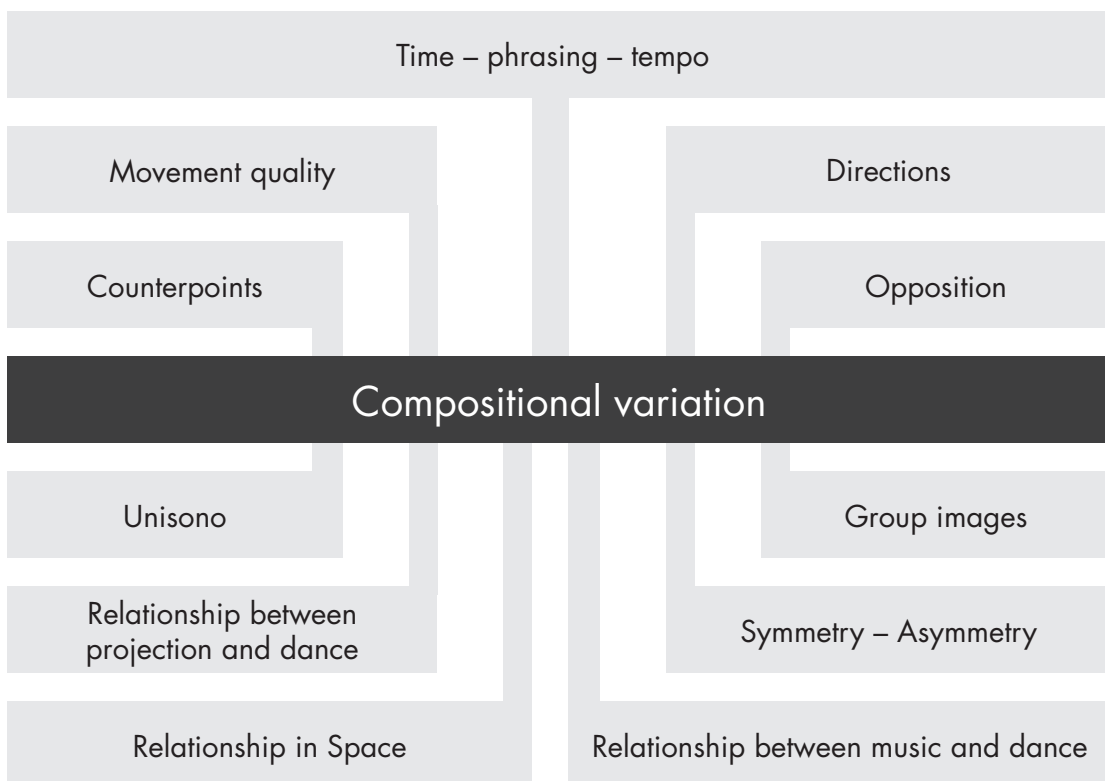 Time – phrasing – tempo
Movement quality
Directions
Counterpoints
Opposition
Compositional variation
Unisono
Group images
Relationship between
projection and dance
Symmetry – Asymmetry
Relationship in Space
Relationship between music and dance